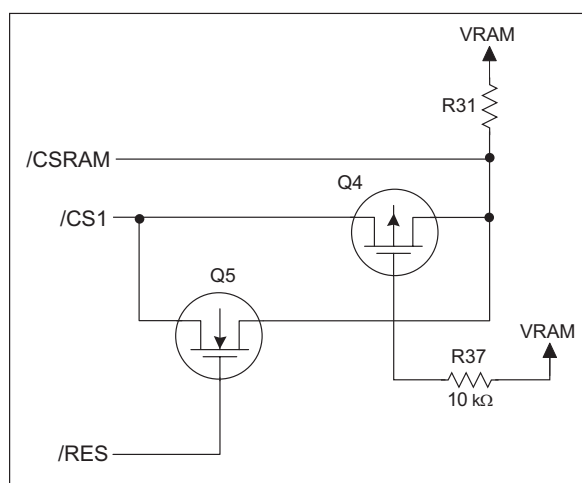 VRAM
R31
/CSRAM
Q4
/CS1
Q5
VRAM
R37
10 kΩ
/RES